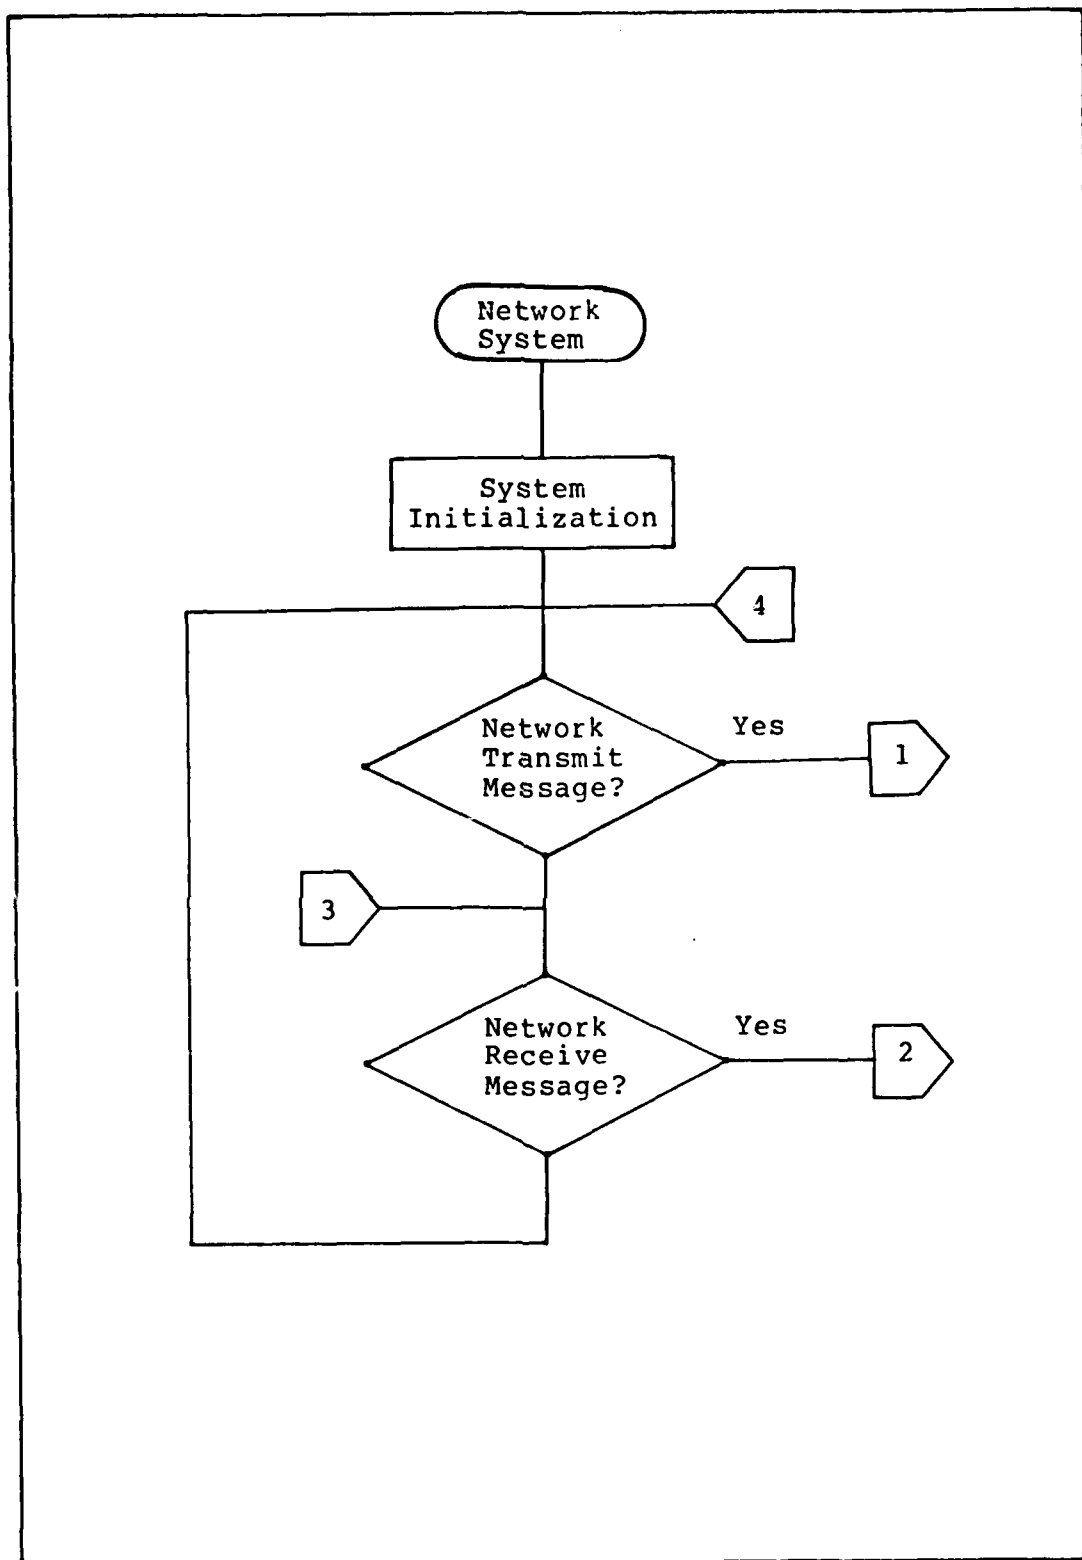 Network
System
System
Initialization
4
Network
Transmit
Message?
Yes
1
3
Network
Receive
Message?
Yes
2